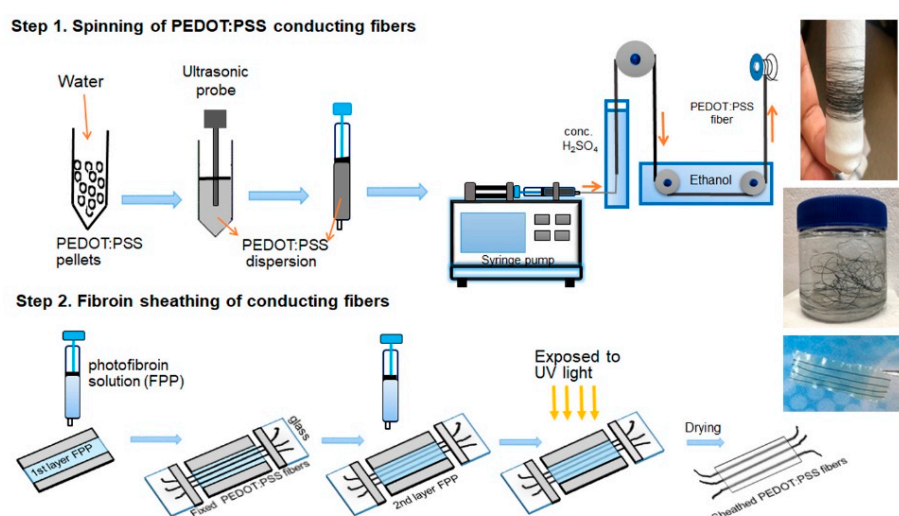 Step 1. Spinning of PEDOT:PSS conducting fibers
Water
Ultrasonic
probe
PEDOT:PSS
pellets
PEDOT:PSS
dispersion
Syringe pump
conc.
H₂SO₄
Ethanol
PEDOT:PSS
fiber
Step 2. Fibroin sheathing of conducting fibers
photofibroin
solution (FPP)
1st layer FPP
glass
Fixed PEDOT:PSS fibers
2nd layer FPP
Exposed to
UV light
Drying
Sheathed PEDOT:PSS fibers